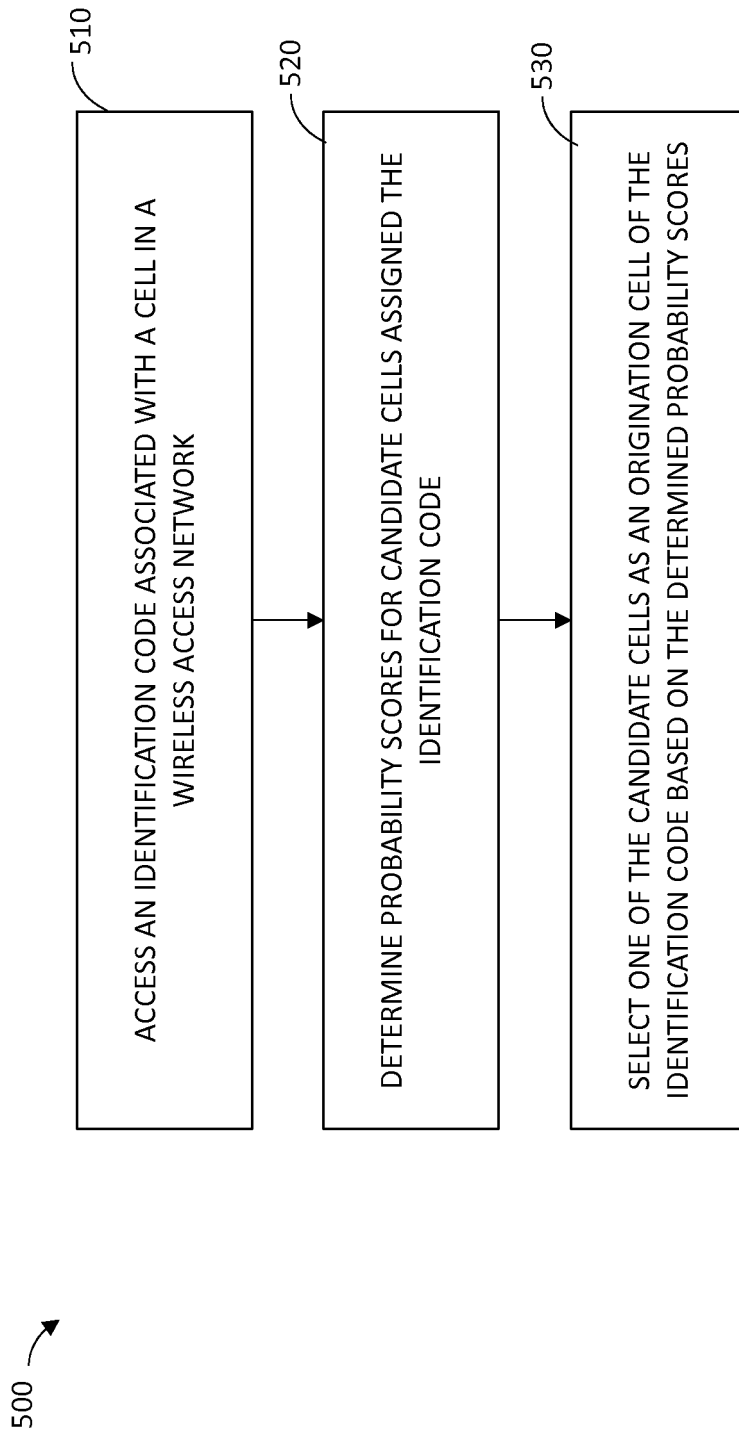 500
510
ACCESS AN IDENTIFICATION CODE ASSOCIATED WITH A CELL IN A
WIRELESS ACCESS NETWORK
520
DETERMINE PROBABILITY SCORES FOR CANDIDATE CELLS ASSIGNED THE
IDENTIFICATION CODE
530
SELECT ONE OF THE CANDIDATE CELLS AS AN ORIGINATION CELL OF THE
IDENTIFICATION CODE BASED ON THE DETERMINED PROBABILITY SCORES